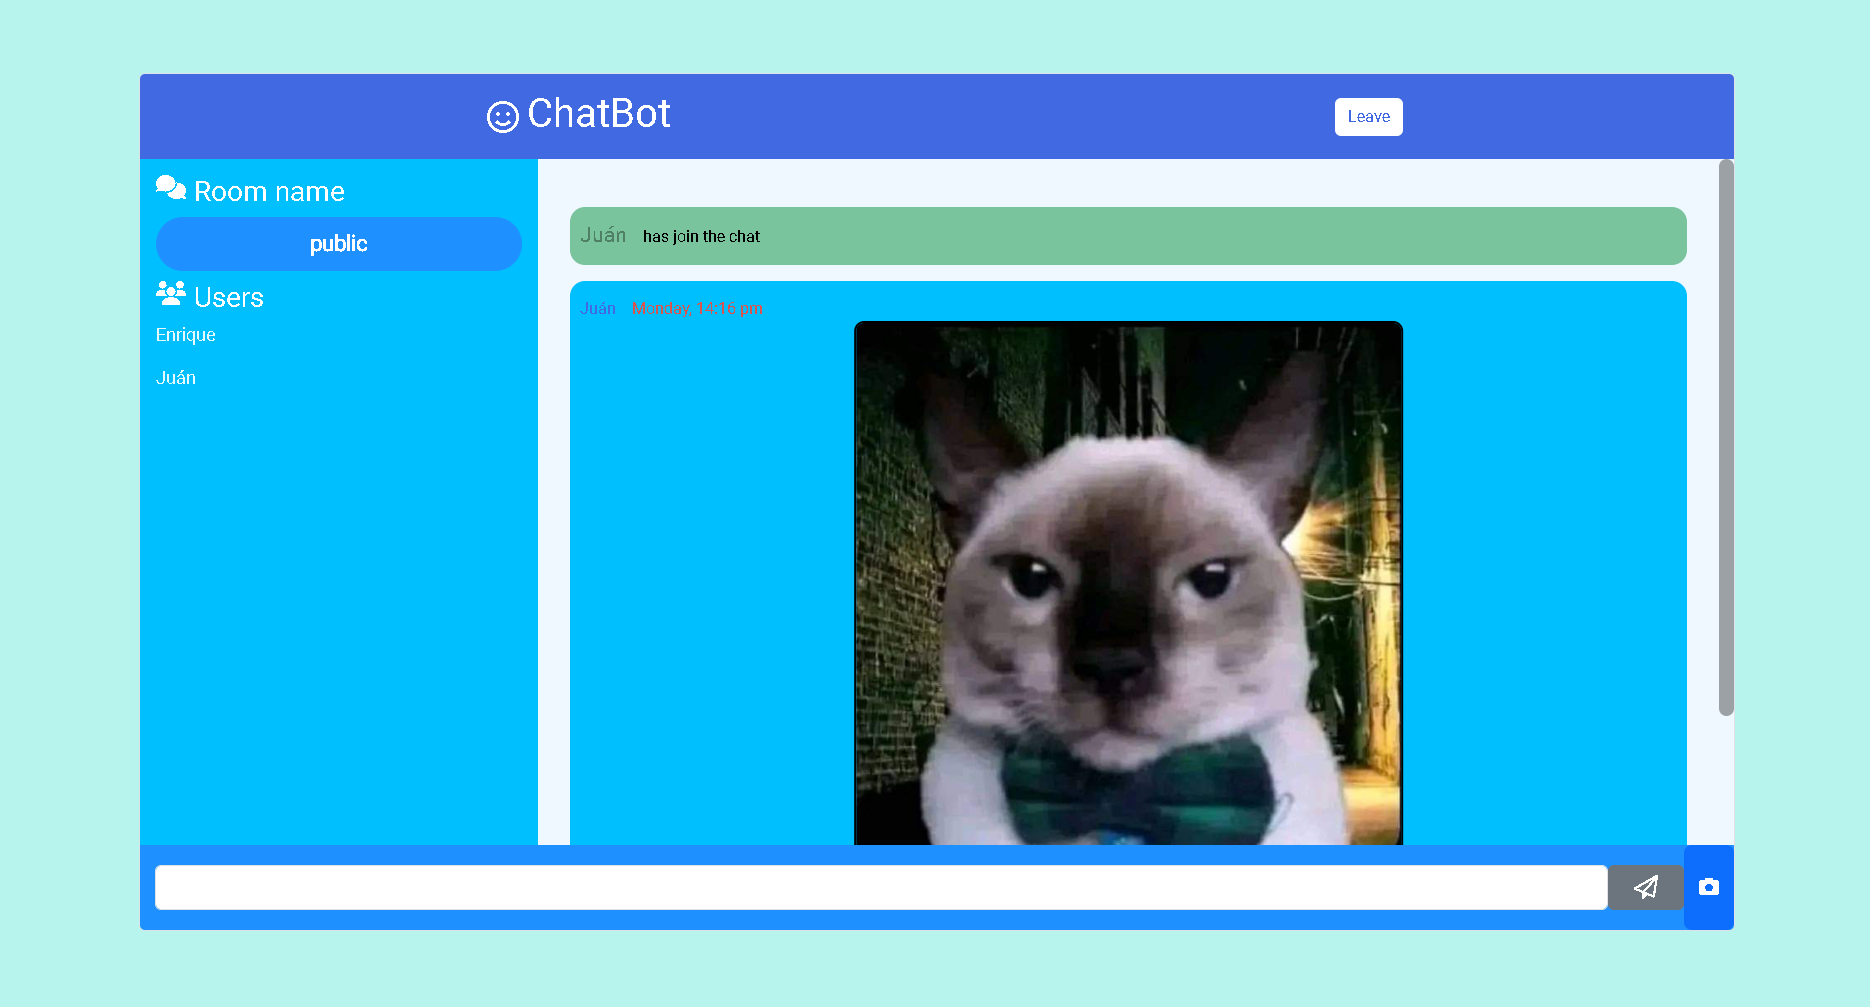 ChatBot
Leave
Room name
public
Users
Enrique
Juán
Juán has join the chat
Juán Monday, 14:16 pm